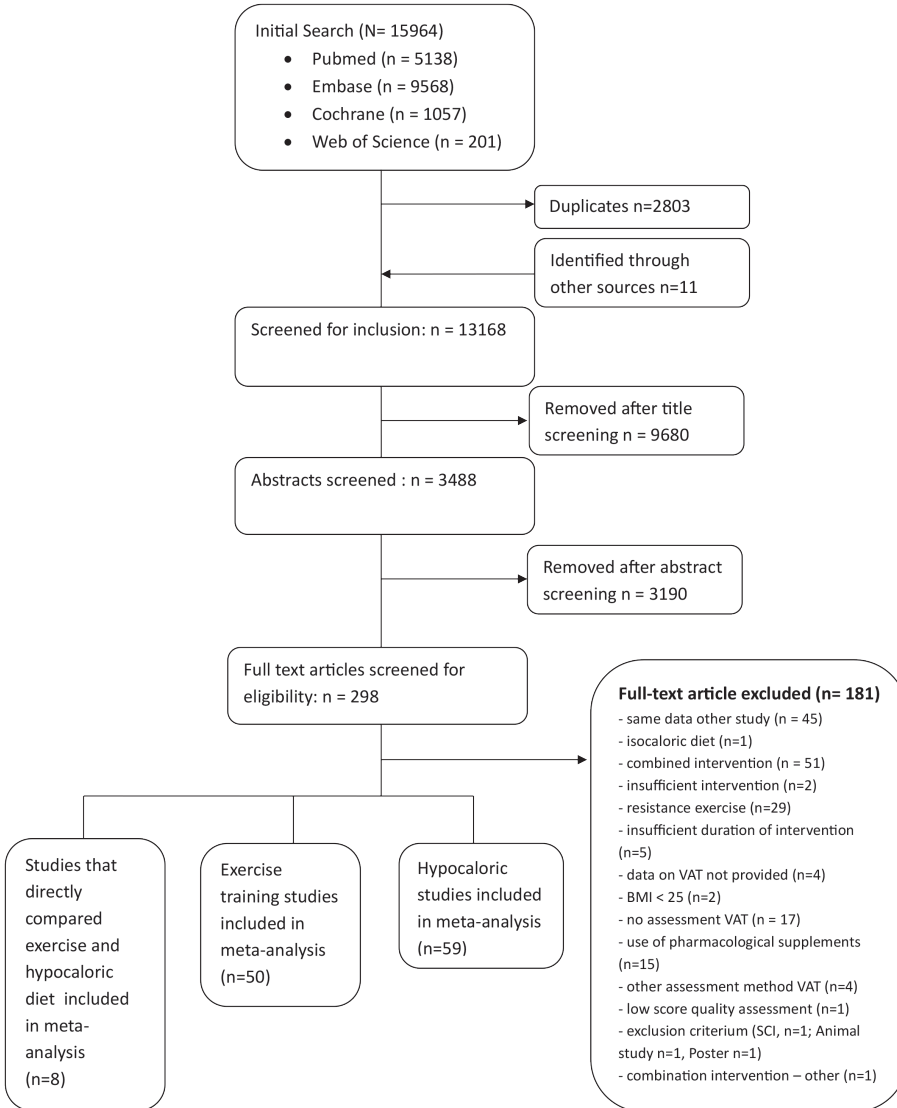 Initial Search (N= 15964)
• Pubmed (n = 5138)
• Embase (n = 9568)
• Cochrane (n = 1057)
• Web of Science (n = 201)
Duplicates n=2803
Identified through
other sources n=11
Screened for inclusion: n = 13168
Removed after title
screening n = 9680
Abstracts screened : n = 3488
Removed after abstract
screening n = 3190
Full text articles screened for
eligibility: n = 298
Full-text article excluded (n= 181)
- same data other study (n = 45)
- isocaloric diet (n=1)
- combined intervention (n = 51)
- insufficient intervention (n=2)
- resistance exercise (n=29)
- insufficient duration of intervention
(n=5)
- data on VAT not provided (n=4)
- BMI < 25 (n=2)
- no assessment VAT (n = 17)
- use of pharmacological supplements
(n=15)
- other assessment method VAT (n=4)
- low score quality assessment (n=1)
- exclusion criterium (SCI, n=1; Animal
study n=1, Poster n=1)
- combination intervention – other (n=1)
Studies that
directly
compared
exercise and
hypocaloric
diet included
in meta-
analysis
(n=8)
Exercise
training studies
included in
meta-analysis
(n=50)
Hypocaloric
studies included
in meta-analysis
(n=59)